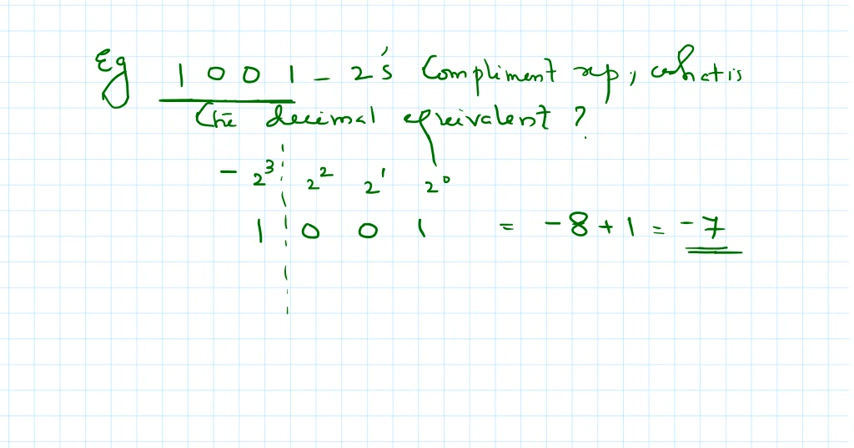 Eg 1 0 0 1 - 2's Compliment rep, what is
the decimal equivalent ?
- 2³ 2² 2¹ 2⁰
1 0 0 1 = -8 + 1 = -7